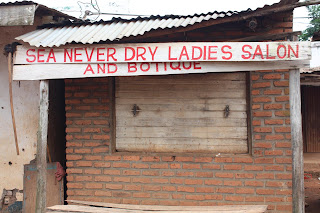 SEA NEVER DRY LADIES SALON
AND BOTIQUE